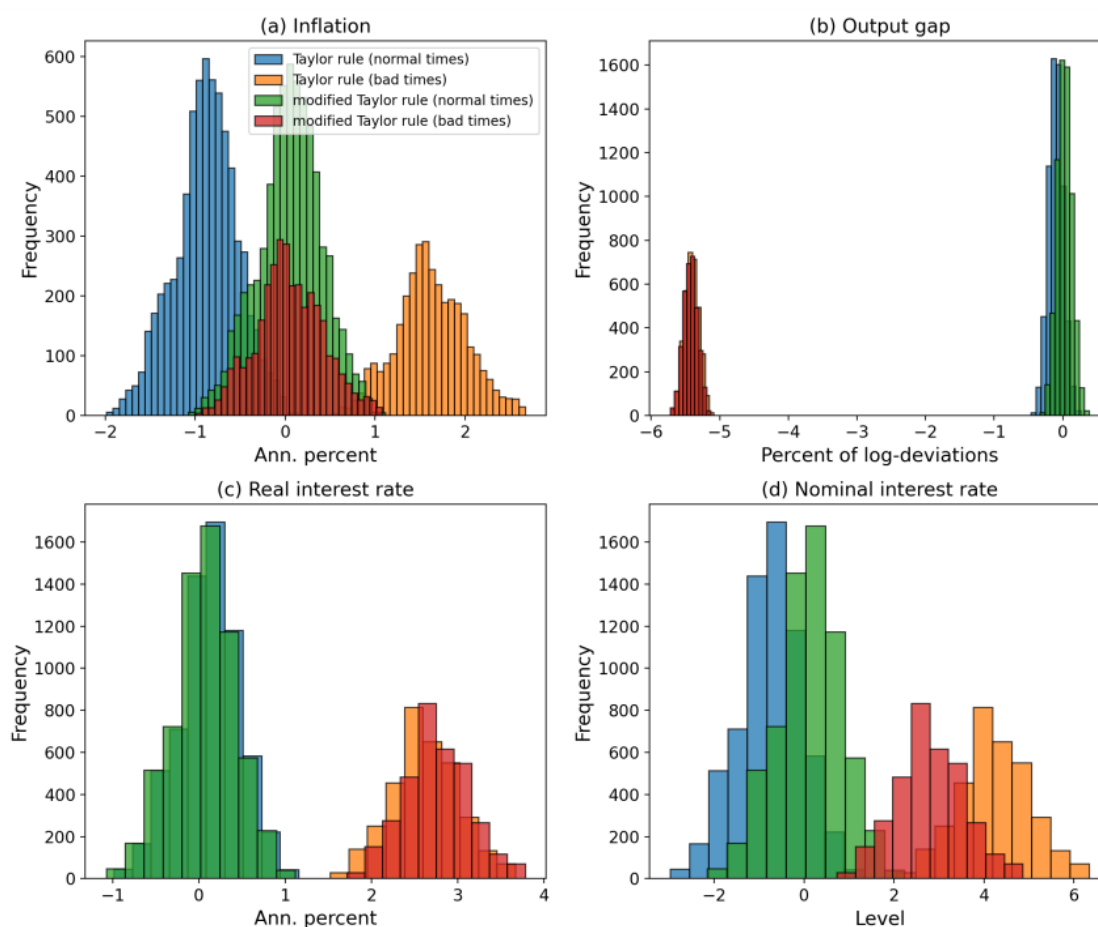 (a) Inflation
Frequency
600
500
400
300
200
100
0
Taylor rule (normal times)
Taylor rule (bad times)
modified Taylor rule (normal times)
modified Taylor rule (bad times)
−2 −1 0 1 2
Ann. percent
(b) Output gap
Frequency
1600
1400
1200
1000
800
600
400
200
0
−6 −5 −4 −3 −2 −1 0
Percent of log-deviations
(c) Real interest rate
Frequency
1600
1400
1200
1000
800
600
400
200
0
−1 0 1 2 3 4
Ann. percent
(d) Nominal interest rate
Frequency
1600
1400
1200
1000
800
600
400
200
0
−2 0 2 4 6
Level